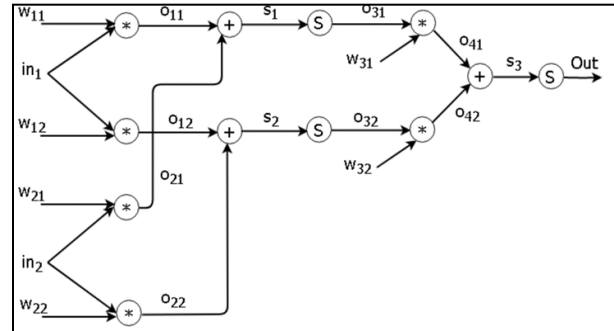 w11 o11 s1 o31
* + S *
in1 w31 o41
+ s3 S Out
w12 o12 s2 o32 o42
* + S *
w21 o21 w32
*
in2
w22 o22
*